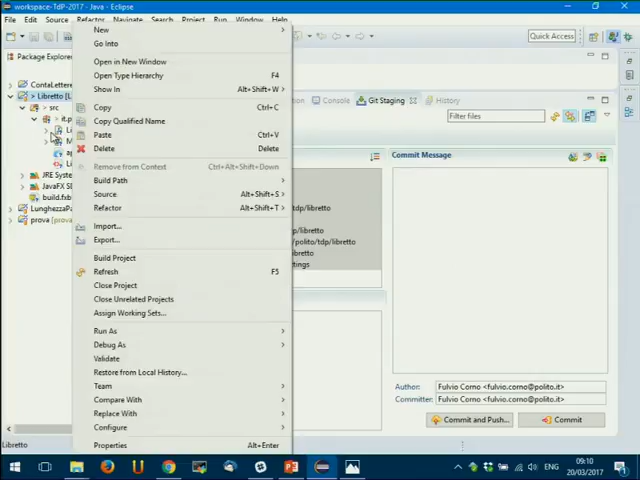 workspace-TdP-2017 - Java - Eclipse
File Edit Source Refactor Navigate Search Project Run Window Help
Quick Access
Package Explorer
ContaLettere
> Libretto
> src
> it.p
JRE Syste
JavaFX S
build.fxb
LunghezzaPa
prova [prova
New
Go Into
Open in New Window
Open Type Hierarchy F4
Show In Alt+Shift+W
Copy Ctrl+C
Copy Qualified Name
Paste Ctrl+V
Delete Delete
Remove from Context Ctrl+Alt+Shift+Down
Build Path
Source Alt+Shift+S
Refactor Alt+Shift+T
Import...
Export...
Build Project
Refresh F5
Close Project
Close Unrelated Projects
Assign Working Sets...
Run As
Debug As
Validate
Restore from Local History...
Team
Compare With
Replace With
Configure
Properties Alt+Enter
Console Git Staging History
Filter files
Commit Message
tdp/libretto
tdp/libretto
/polito/tdp/libretto
libretto
ttings
Author: Fulvio Corno <fulvio.corno@polito.it>
Committer: Fulvio Corno <fulvio.corno@polito.it>
Commit and Push... Commit
Libretto
ENG
09:10
20/03/2017